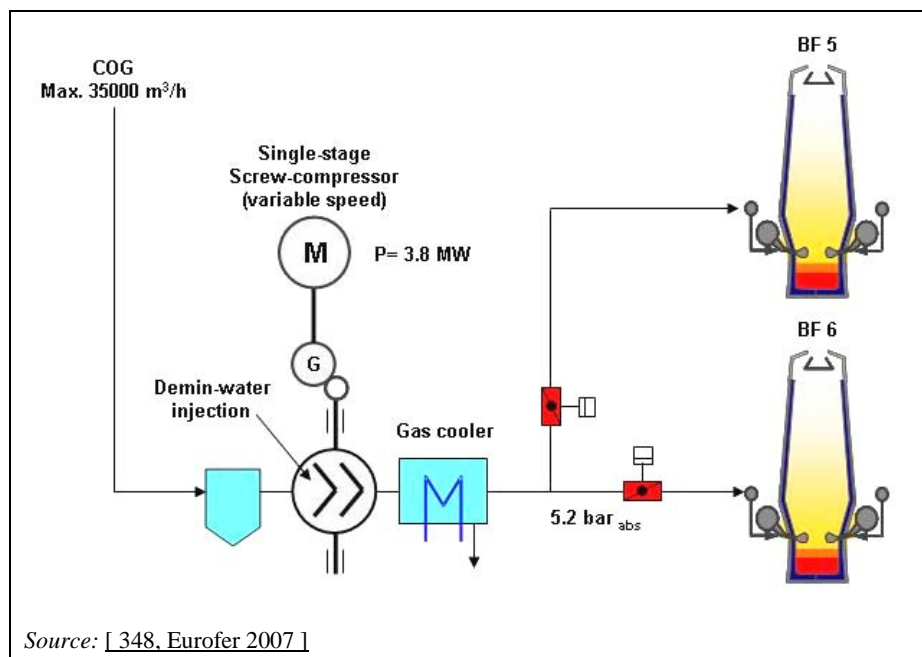 COG
Max. 35000 m³/h
Single-stage
Screw-compressor
(variable speed)
M
P= 3.8 MW
G
Demin-water
injection
Gas cooler
5.2 bar abs
BF 5
BF 6
Source: [ 348, Eurofer 2007 ]